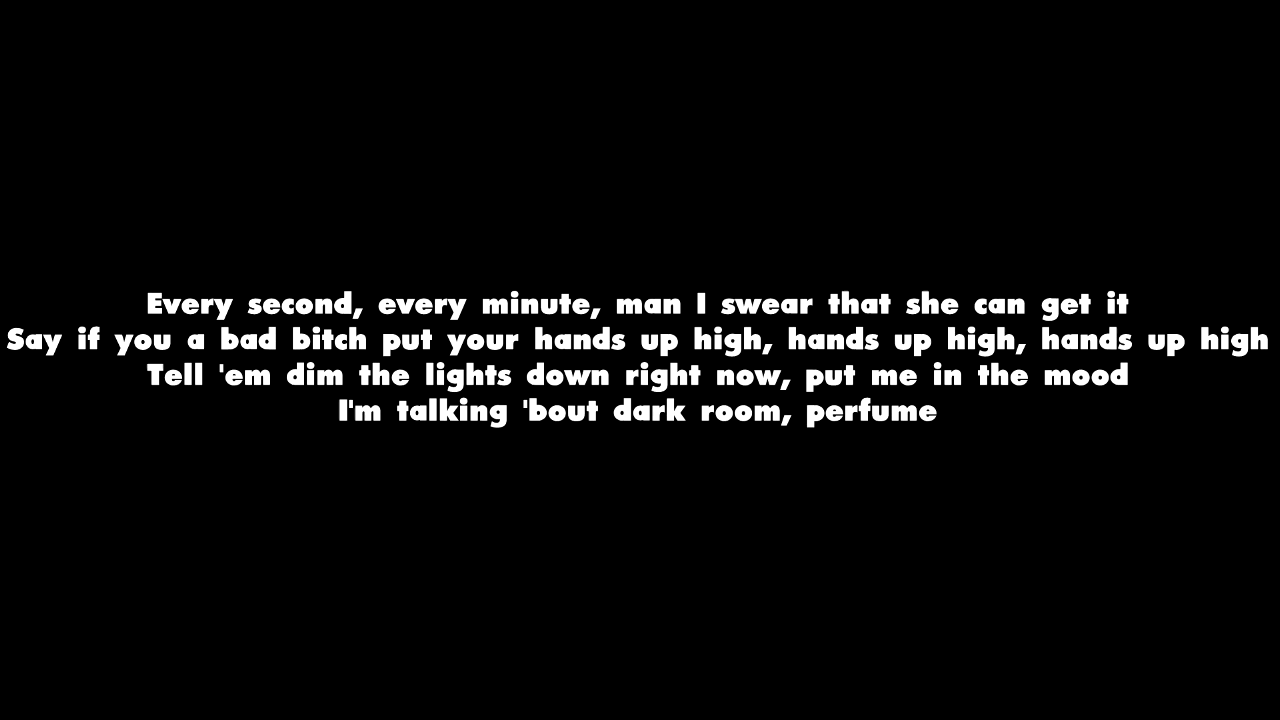 Every second, every minute, man I swear that she can get it
Say if you a bad bitch put your hands up high, hands up high, hands up high
Tell 'em dim the lights down right now, put me in the mood
I'm talking 'bout dark room, perfume